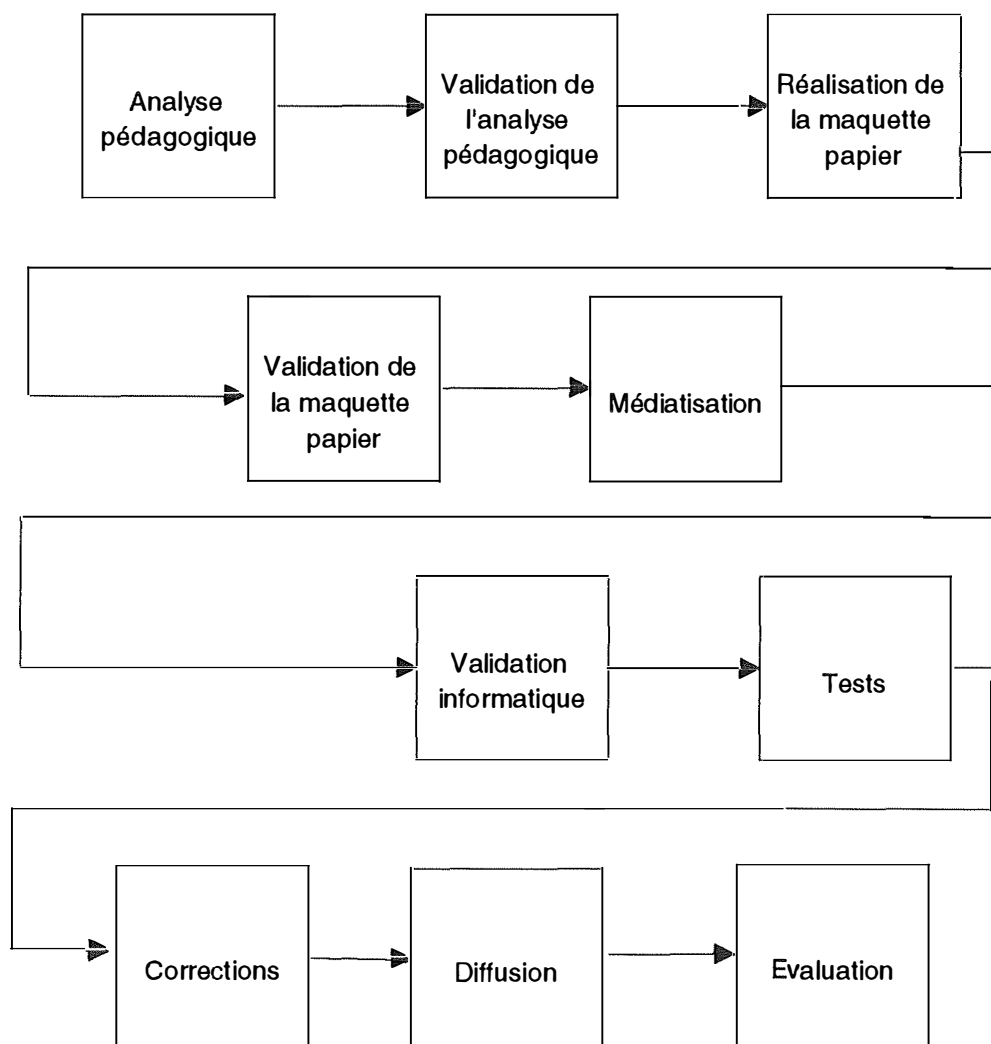 Analyse
pédagogique
Validation de
l'analyse
pédagogique
Réalisation de
la maquette
papier
Validation de
la maquette
papier
Médiatisation
Validation
informatique
Tests
Corrections
Diffusion
Evaluation